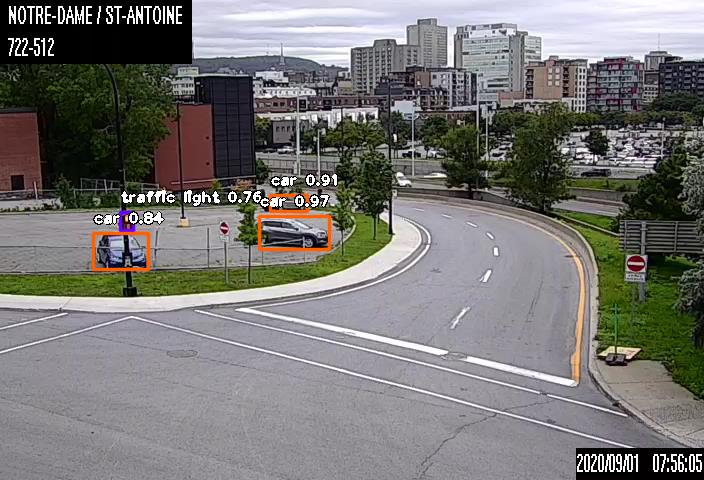 NOTRE-DAME / ST-ANTOINE
722-512
car 0.91
traffic light 0.76
car 0.97
car 0.84
2020/09/01 07:56:05